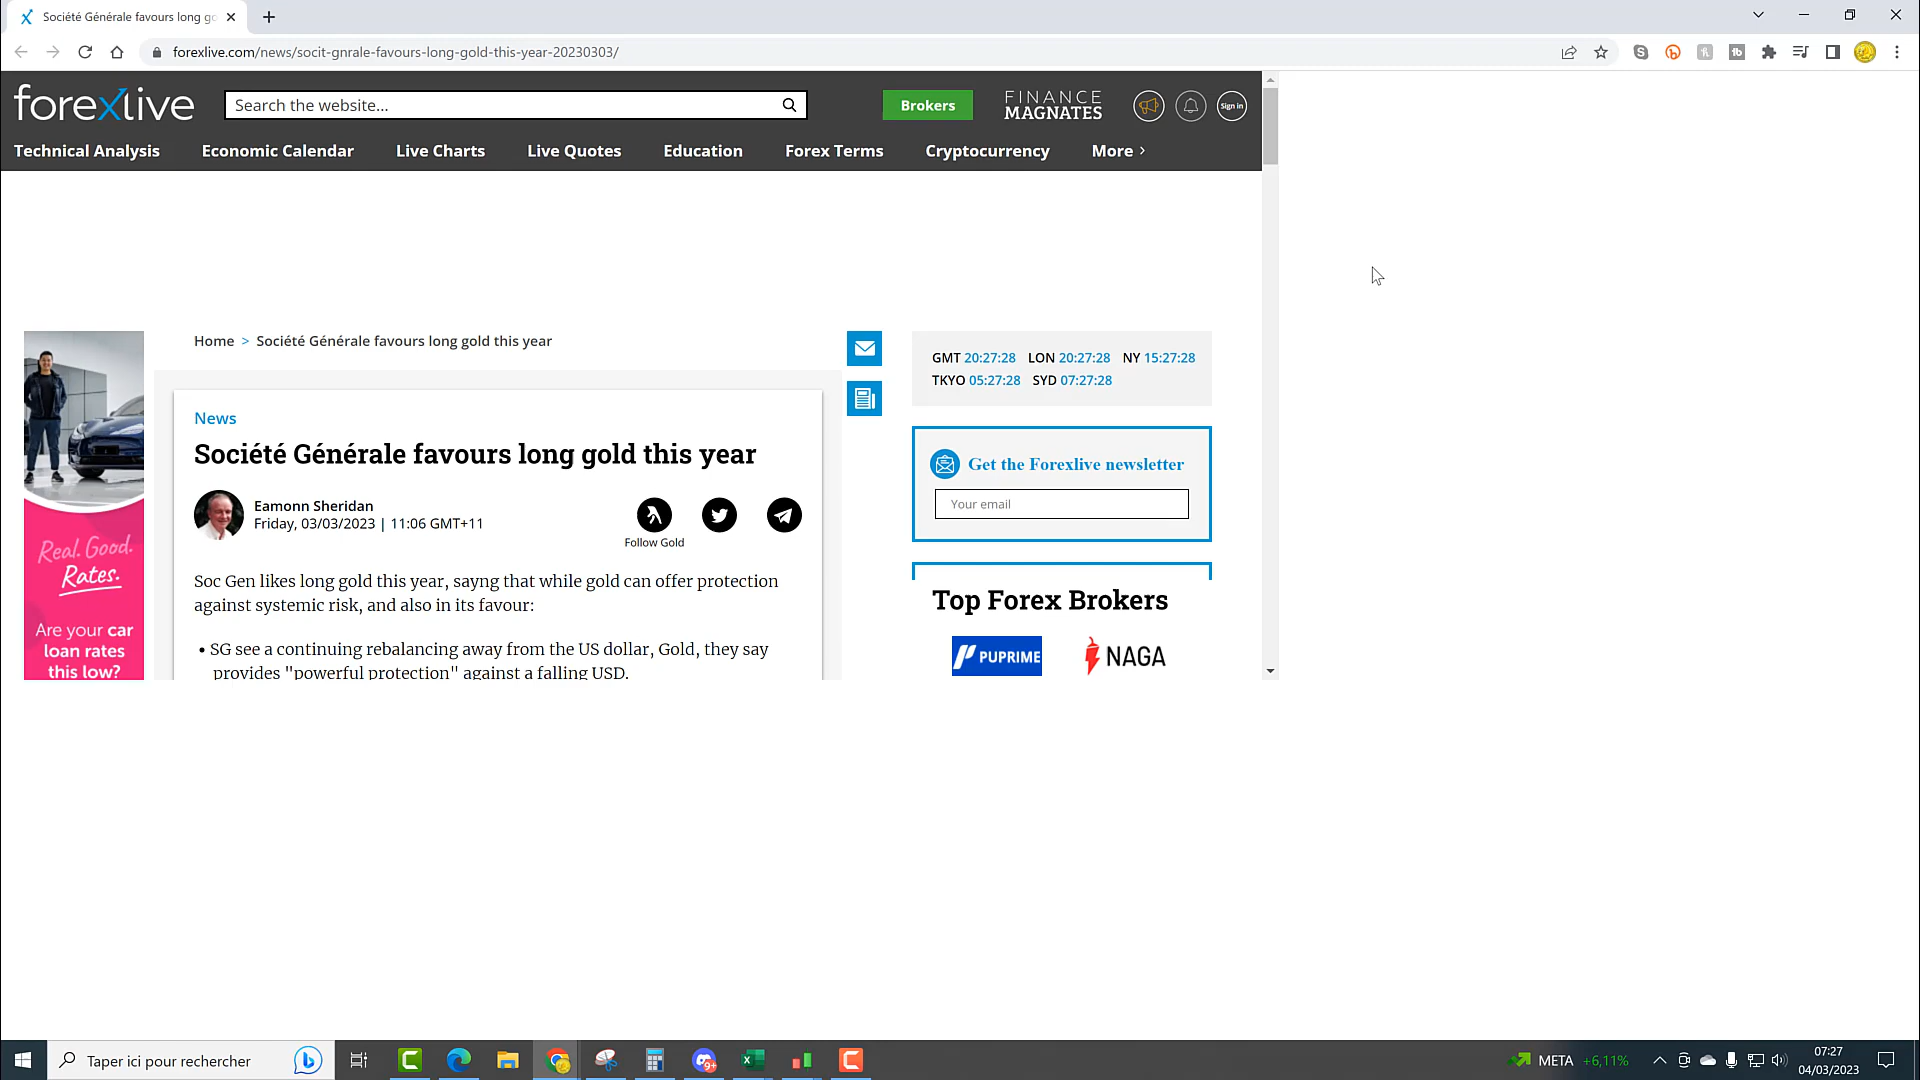 Société Générale favours long go
forexlive.com/news/socit-gnrale-favours-long-gold-this-year-20230303/
forexlive
Search the website...
Brokers
FINANCE
MAGNATES
Sign in
Technical Analysis
Economic Calendar
Live Charts
Live Quotes
Education
Forex Terms
Cryptocurrency
More ›
Home > Société Générale favours long gold this year
News
Société Générale favours long gold this year
Eamonn Sheridan
Friday, 03/03/2023 | 11:06 GMT+11
Follow Gold
Soc Gen likes long gold this year, sayng that while gold can offer protection
against systemic risk, and also in its favour:
• SG see a continuing rebalancing away from the US dollar, Gold, they say
provides "powerful protection" against a falling USD.
Real. Good.
Rates.
Are your car
loan rates
this low?
GMT 20:27:28 LON 20:27:28 NY 15:27:28
TKYO 05:27:28 SYD 07:27:28
Get the Forexlive newsletter
Your email
Top Forex Brokers
PUPRIME
NAGA
Taper ici pour rechercher
9+
META +6,11%
07:27
04/03/2023